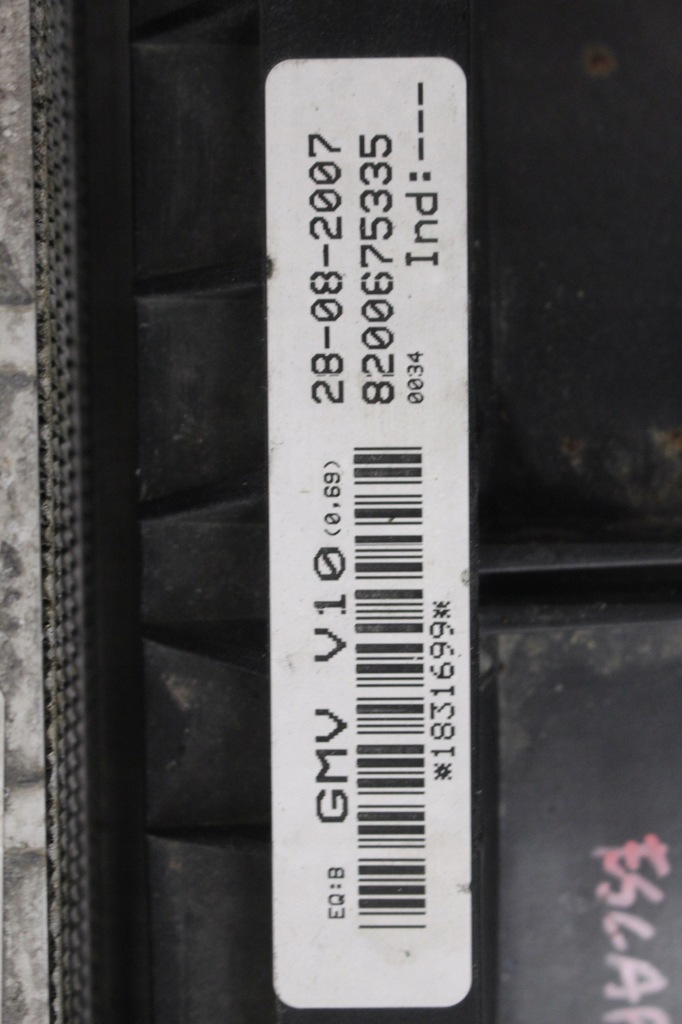 EQ:B GMV V10 (0,69) 28-08-2007
8200675335
0034 Ind:---
*1831699*